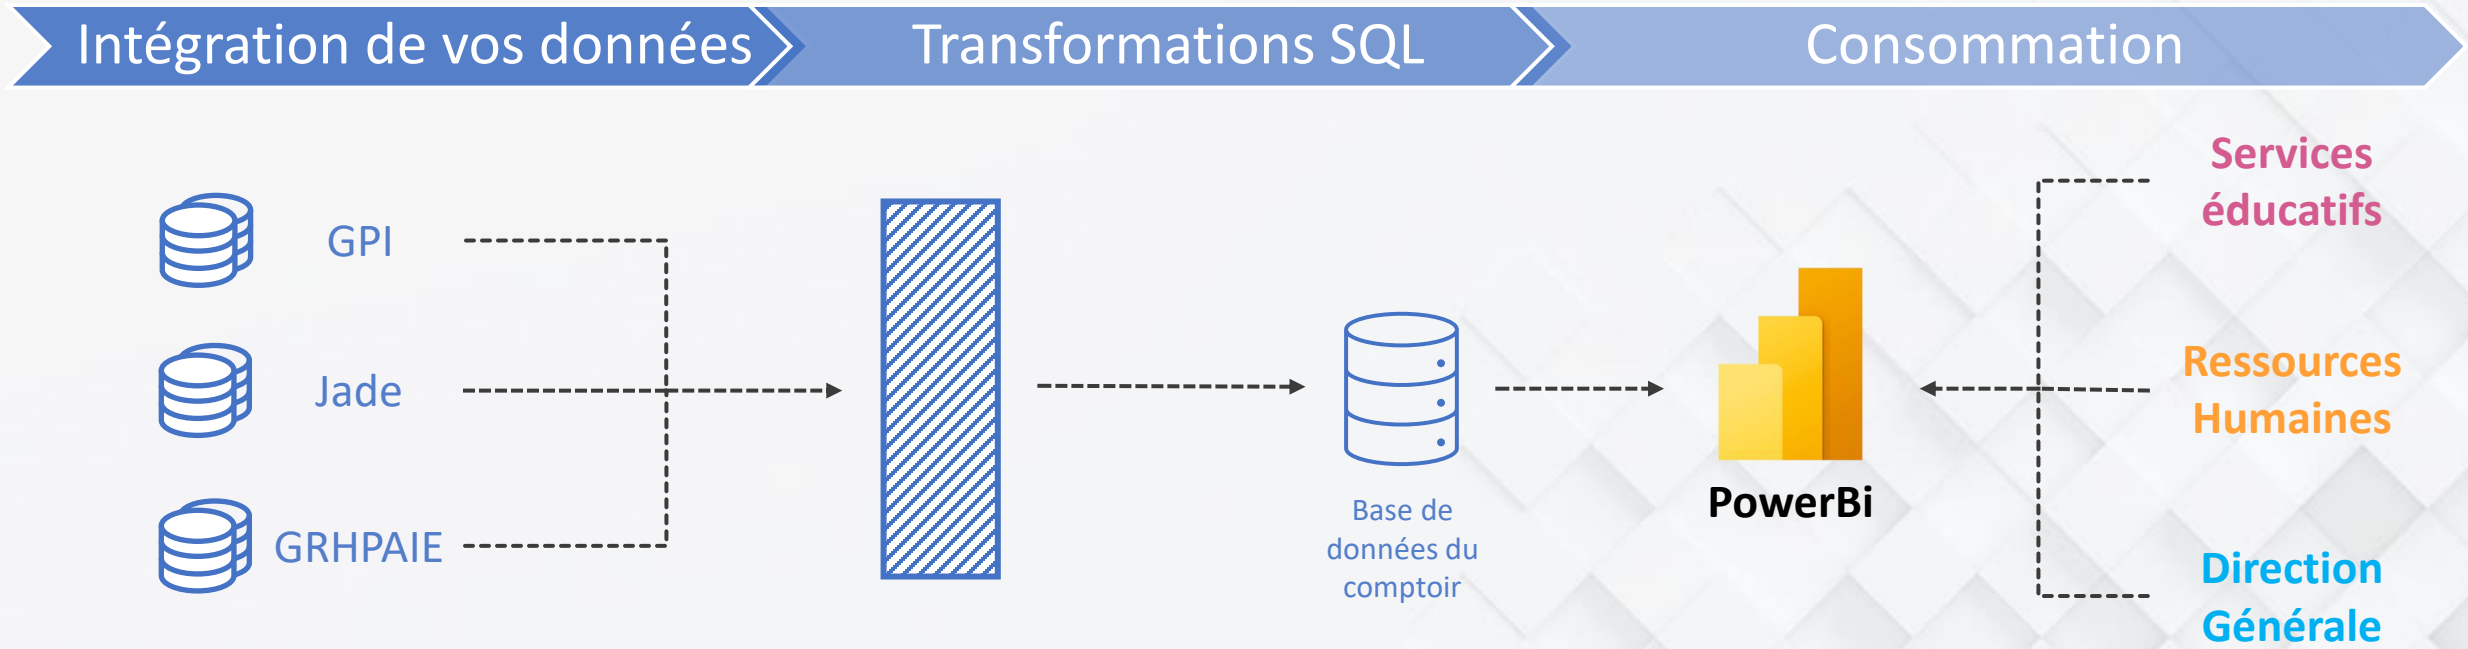 Intégration de vos données
Transformations SQL
Consommation
GPI
Jade
GRHPAIE
Base de
données du
comptoir
PowerBi
Services
éducatifs
Ressources
Humaines
Direction
Générale